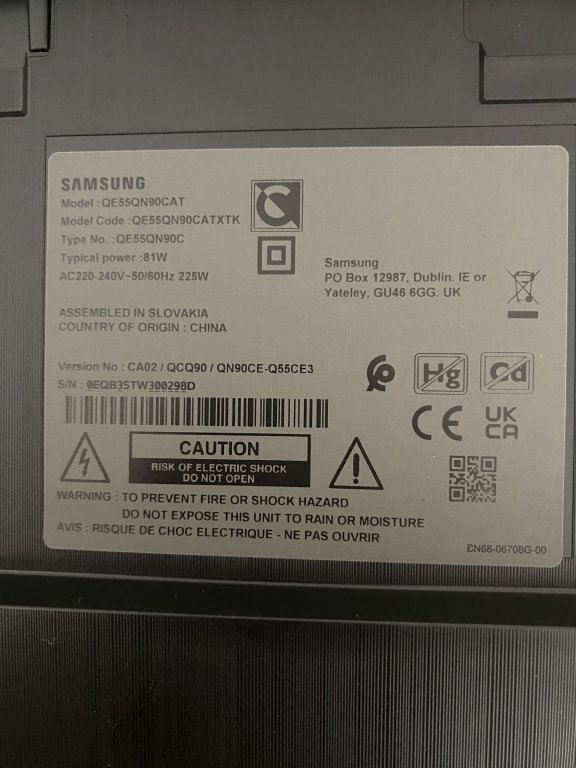 SAMSUNG
Model : QE55QN90CAT
Model Code : QE55QN90CATXTK
Type No. : QE55QN90C
Typical power : 81W
AC220-240V~50/60Hz 225W
Samsung
PO Box 12987, Dublin. IE or
Yateley, GU46 6GG. UK
ASSEMBLED IN SLOVAKIA
COUNTRY OF ORIGIN : CHINA
Version No : CA02 / QCQ90 / QN90CE-Q55CE3
S/N : 0EQB3STW300298D
Hg
Cd
CE
UK
CA
CAUTION
RISK OF ELECTRIC SHOCK
DO NOT OPEN
WARNING : TO PREVENT FIRE OR SHOCK HAZARD
DO NOT EXPOSE THIS UNIT TO RAIN OR MOISTURE
AVIS : RISQUE DE CHOC ELECTRIQUE - NE PAS OUVRIR
EN68-06708G-00